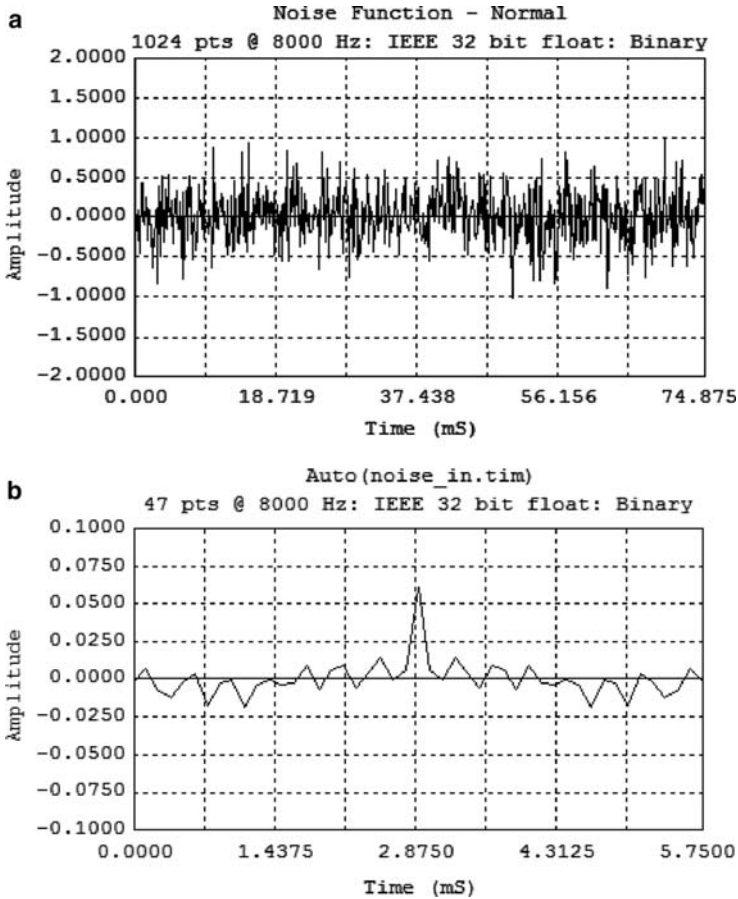 a
Noise Function - Normal
1024 pts @ 8000 Hz: IEEE 32 bit float: Binary
2.0000
1.5000
1.0000
0.5000
0.0000
-0.5000
-1.0000
-1.5000
-2.0000
Amplitude
0.000 18.719 37.438 56.156 74.875
Time (mS)
b
Auto(noise_in.tim)
47 pts @ 8000 Hz: IEEE 32 bit float: Binary
0.1000
0.0750
0.0500
0.0250
0.0000
-0.0250
-0.0500
-0.0750
-0.1000
Amplitude
0.0000 1.4375 2.8750 4.3125 5.7500
Time (mS)